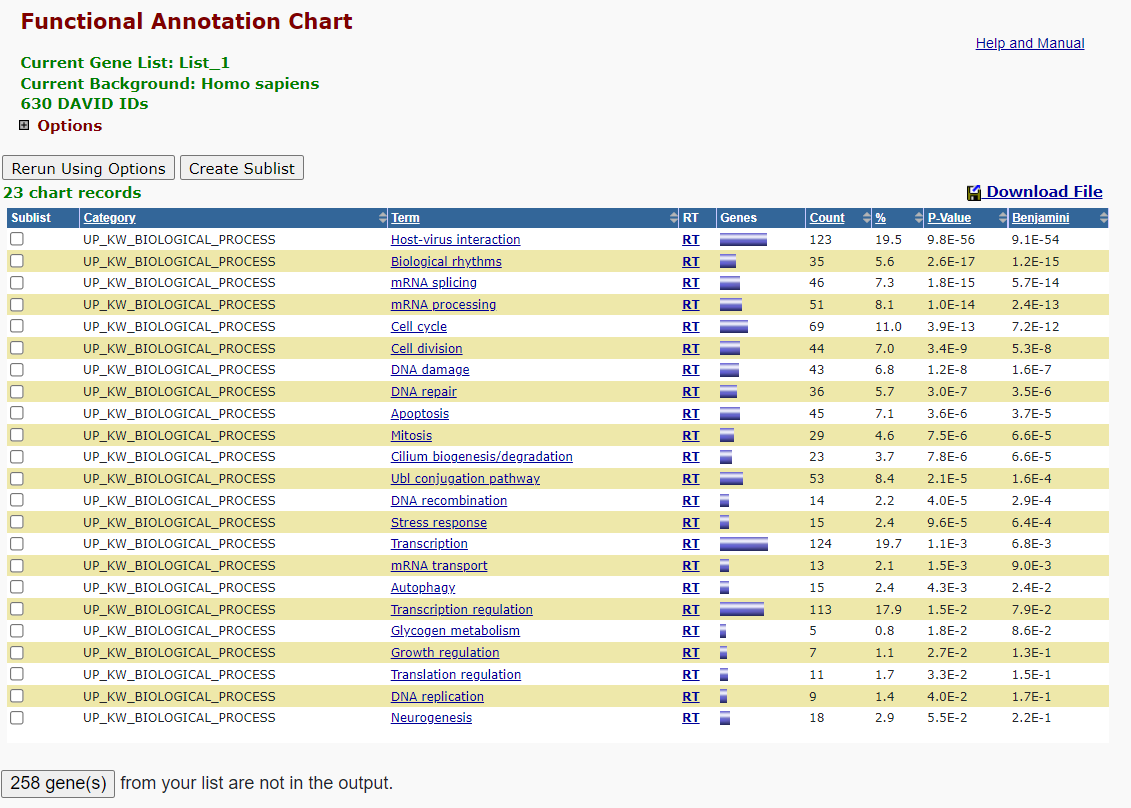 Functional Annotation Chart
Help and Manual
Current Gene List: List_1
Current Background: Homo sapiens
630 DAVID IDs
Options
Rerun Using Options Create Sublist
23 chart records
Download File
Sublist Category Term RT Genes Count % P-Value Benjamini
UP_KW_BIOLOGICAL_PROCESS Host-virus interaction RT 123 19.5 9.8E-56 9.1E-54
UP_KW_BIOLOGICAL_PROCESS Biological rhythms RT 35 5.6 2.6E-17 1.2E-15
UP_KW_BIOLOGICAL_PROCESS mRNA splicing RT 46 7.3 1.8E-15 5.7E-14
UP_KW_BIOLOGICAL_PROCESS mRNA processing RT 51 8.1 1.0E-14 2.4E-13
UP_KW_BIOLOGICAL_PROCESS Cell cycle RT 69 11.0 3.9E-13 7.2E-12
UP_KW_BIOLOGICAL_PROCESS Cell division RT 44 7.0 3.4E-9 5.3E-8
UP_KW_BIOLOGICAL_PROCESS DNA damage RT 43 6.8 1.2E-8 1.6E-7
UP_KW_BIOLOGICAL_PROCESS DNA repair RT 36 5.7 3.0E-7 3.5E-6
UP_KW_BIOLOGICAL_PROCESS Apoptosis RT 45 7.1 3.6E-6 3.7E-5
UP_KW_BIOLOGICAL_PROCESS Mitosis RT 29 4.6 7.5E-6 6.6E-5
UP_KW_BIOLOGICAL_PROCESS Cilium biogenesis/degradation RT 23 3.7 7.8E-6 6.6E-5
UP_KW_BIOLOGICAL_PROCESS Ubl conjugation pathway RT 53 8.4 2.1E-5 1.6E-4
UP_KW_BIOLOGICAL_PROCESS DNA recombination RT 14 2.2 4.0E-5 2.9E-4
UP_KW_BIOLOGICAL_PROCESS Stress response RT 15 2.4 9.6E-5 6.4E-4
UP_KW_BIOLOGICAL_PROCESS Transcription RT 124 19.7 1.1E-3 6.8E-3
UP_KW_BIOLOGICAL_PROCESS mRNA transport RT 13 2.1 1.5E-3 9.0E-3
UP_KW_BIOLOGICAL_PROCESS Autophagy RT 15 2.4 4.3E-3 2.4E-2
UP_KW_BIOLOGICAL_PROCESS Transcription regulation RT 113 17.9 1.5E-2 7.9E-2
UP_KW_BIOLOGICAL_PROCESS Glycogen metabolism RT 5 0.8 1.8E-2 8.6E-2
UP_KW_BIOLOGICAL_PROCESS Growth regulation RT 7 1.1 2.7E-2 1.3E-1
UP_KW_BIOLOGICAL_PROCESS Translation regulation RT 11 1.7 3.3E-2 1.5E-1
UP_KW_BIOLOGICAL_PROCESS DNA replication RT 9 1.4 4.0E-2 1.7E-1
UP_KW_BIOLOGICAL_PROCESS Neurogenesis RT 18 2.9 5.5E-2 2.2E-1
258 gene(s) from your list are not in the output.